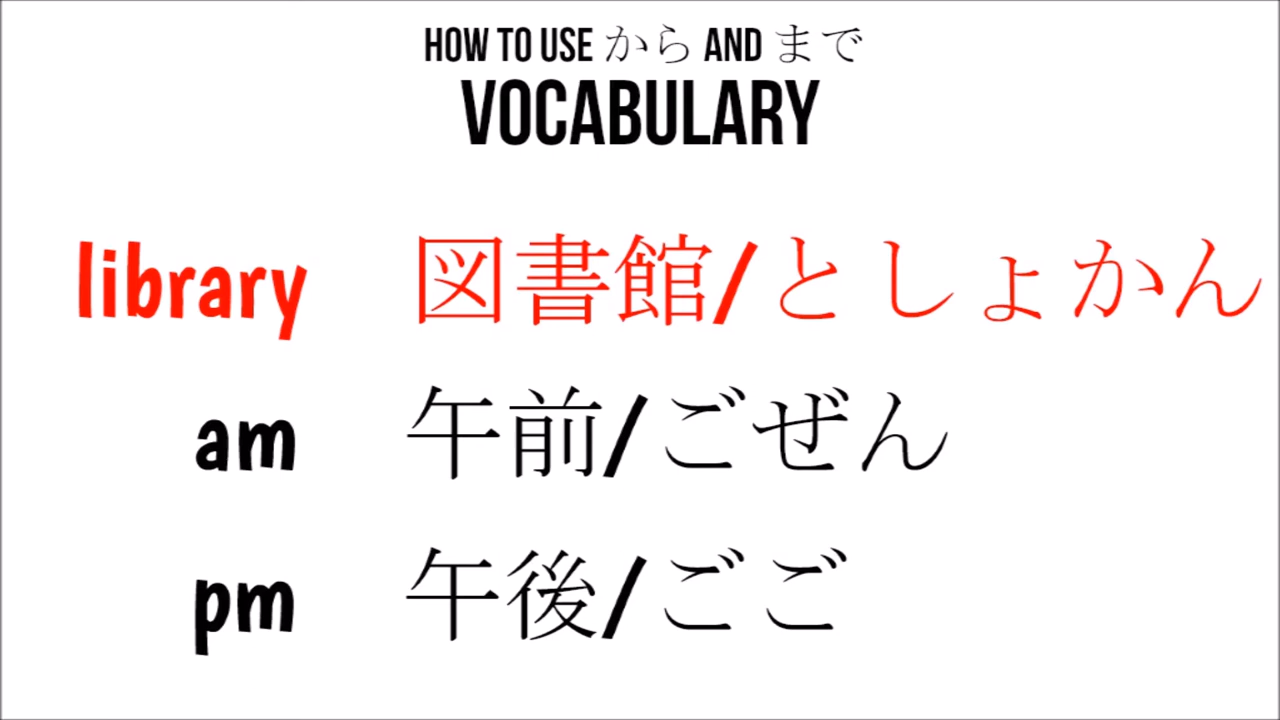 HOW TO USE から AND まで
VOCABULARY
library 図書館/としょかん
am 午前/ごぜん
pm 午後/ごご